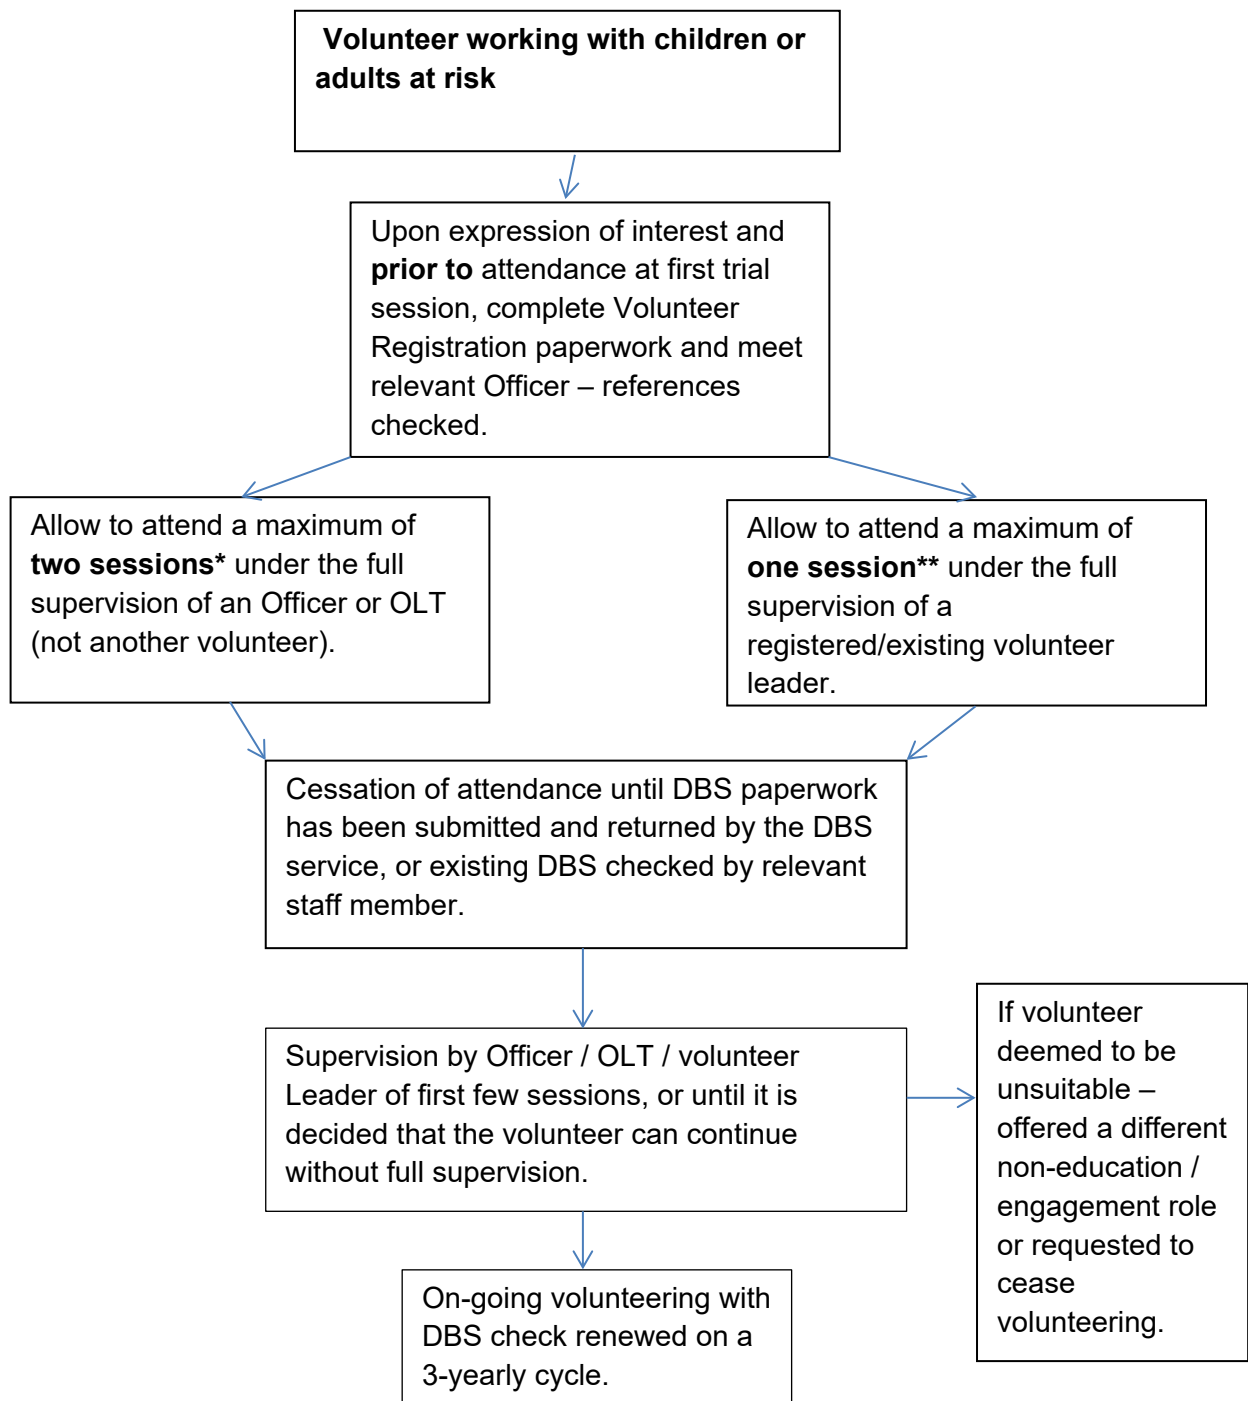 Volunteer working with children or
adults at risk
Upon expression of interest and
prior to attendance at first trial
session, complete Volunteer
Registration paperwork and meet
relevant Officer – references
checked.
Allow to attend a maximum of
two sessions* under the full
supervision of an Officer or OLT
(not another volunteer).
Allow to attend a maximum of
one session** under the full
supervision of a
registered/existing volunteer
leader.
Cessation of attendance until DBS paperwork
has been submitted and returned by the DBS
service, or existing DBS checked by relevant
staff member.
Supervision by Officer / OLT / volunteer
Leader of first few sessions, or until it is
decided that the volunteer can continue
without full supervision.
If volunteer
deemed to be
unsuitable –
offered a different
non-education /
engagement role
or requested to
cease
volunteering.
On-going volunteering with
DBS check renewed on a
3-yearly cycle.